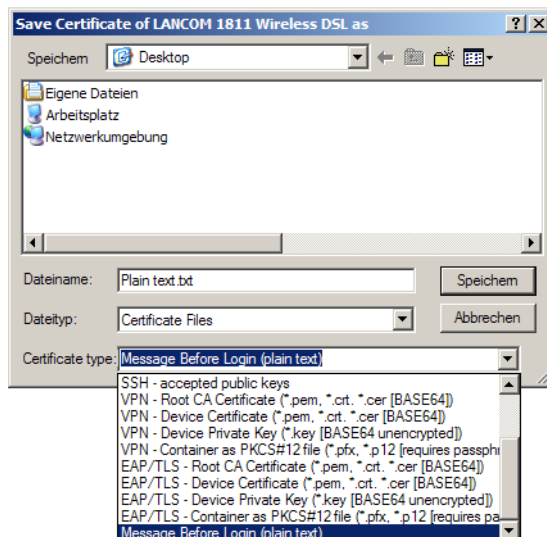 Save Certificate of LANCOM 1811 Wireless DSL as
Speichern
Desktop
Eigene Dateien
Arbeitsplatz
Netzwerkumgebung
Dateiname:
Plain text.txt
Speichern
Dateityp:
Certificate Files
Abbrechen
Certificate type:
Message Before Login (plain text)
SSH - accepted public keys
VPN - Root CA Certificate (*.pem, *.crt. *.cer [BASE64])
VPN - Device Certificate (*.pem, *.crt. *.cer [BASE64])
VPN - Device Private Key (*.key [BASE64 unencrypted])
VPN - Container as PKCS#12 file (*.pfx, *.p12 [requires passphr
EAP/TLS - Root CA Certificate (*.pem, *.crt. *.cer [BASE64])
EAP/TLS - Device Certificate (*.pem, *.crt. *.cer [BASE64])
EAP/TLS - Device Private Key (*.key [BASE64 unencrypted])
EAP/TLS - Container as PKCS#12 file (*.pfx, *.p12 [requires pa
Message Before Login (plain text)